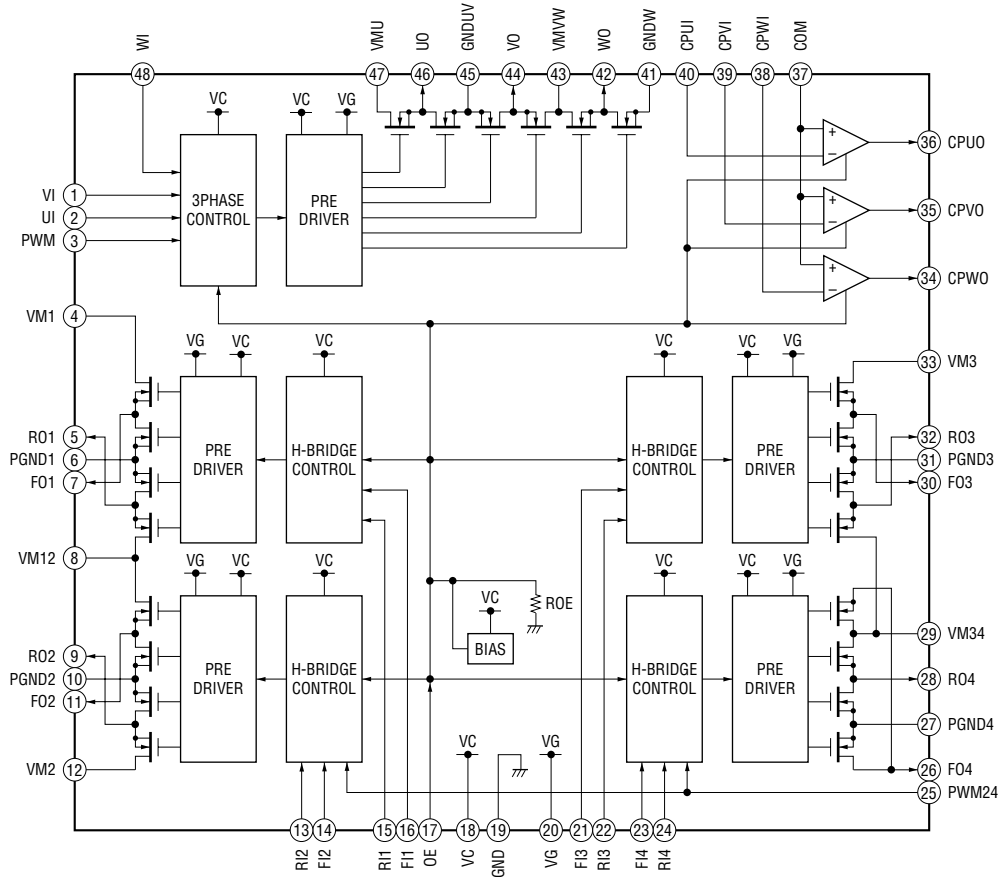 WI
VMU
UO
GNDUV
VO
VMVW
WO
GNDW
CPUI
CPVI
CPWI
COM
48
47
46
45
44
43
42
41
40
39
38
37
VC
VC
VG
3PHASE
CONTROL
PRE
DRIVER
VI
1
UI
2
PWM
3
+
−
36
CPUO
+
−
35
CPVO
+
−
34
CPWO
VM1
4
VG
VC
VC
VC
VC
VG
33
VM3
RO1
5
PGND1
6
FO1
7
PRE
DRIVER
H-BRIDGE
CONTROL
H-BRIDGE
CONTROL
PRE
DRIVER
32
RO3
31
PGND3
30
FO3
VM12
8
VG
VC
VC
VC
BIAS
ROE
VC
VC
VG
29
VM34
RO2
9
PGND2
10
FO2
11
PRE
DRIVER
H-BRIDGE
CONTROL
H-BRIDGE
CONTROL
PRE
DRIVER
28
RO4
27
PGND4
VM2
12
VC
VG
26
FO4
25
PWM24
13
14
15
16
17
18
19
20
21
22
23
24
RI2
FI2
RI1
FI1
OE
VC
GND
VG
FI3
RI3
FI4
RI4